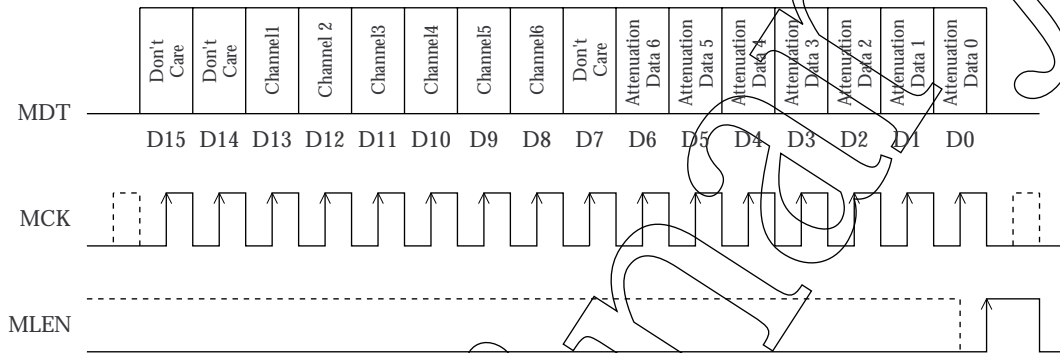 Don't Care
Don't Care
Channel1
Channel 2
Channel3
Channel4
Channel5
Channel6
Don't Care
Attenuation Data 6
Attenuation Data 5
Attenuation Data 4
Attenuation Data 3
Attenuation Data 2
Attenuation Data 1
Attenuation Data 0
MDT
D15 D14 D13 D12 D11 D10 D9 D8 D7 D6 D5 D4 D3 D2 D1 D0
MCK
MLEN